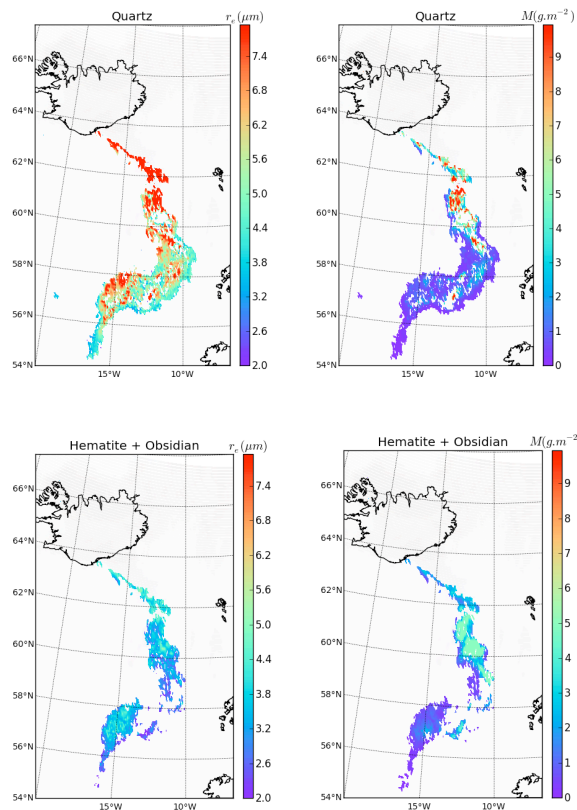 Quartz
r_e(μm)
7.4
6.8
6.2
5.6
5.0
4.4
3.8
3.2
2.6
2.0
66°N
64°N
62°N
60°N
58°N
56°N
54°N
15°W 10°W
Quartz
M(g.m⁻²
9
8
7
6
5
4
3
2
1
0
66°N
64°N
62°N
60°N
58°N
56°N
54°N
15°W 10°W
Hematite + Obsidian
r_e(μm)
7.4
6.8
6.2
5.6
5.0
4.4
3.8
3.2
2.6
2.0
66°N
64°N
62°N
60°N
58°N
56°N
54°N
15°W 10°W
Hematite + Obsidian
M(g.m⁻²
9
8
7
6
5
4
3
2
1
0
66°N
64°N
62°N
60°N
58°N
56°N
54°N
15°W 10°W